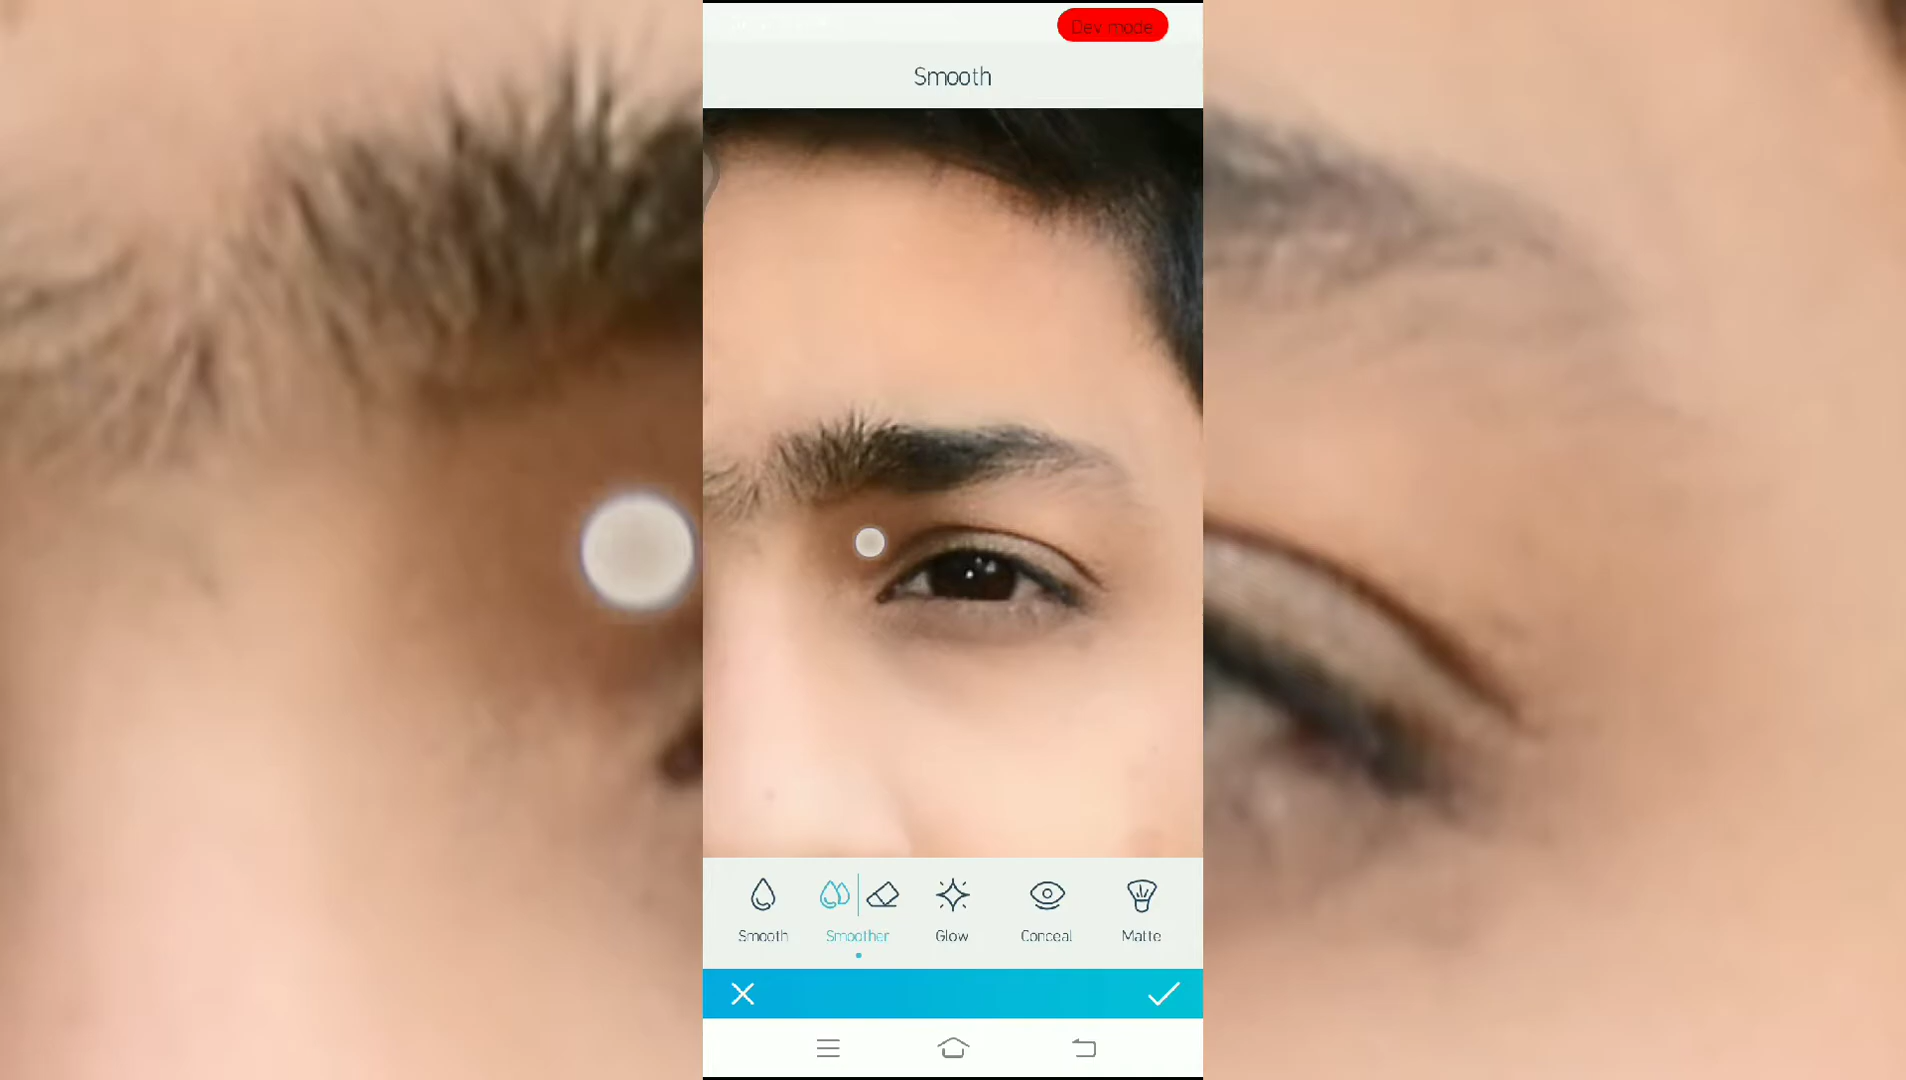 Dev mode
Smooth
Smooth
Smoother
Glow
Conceal
Matte